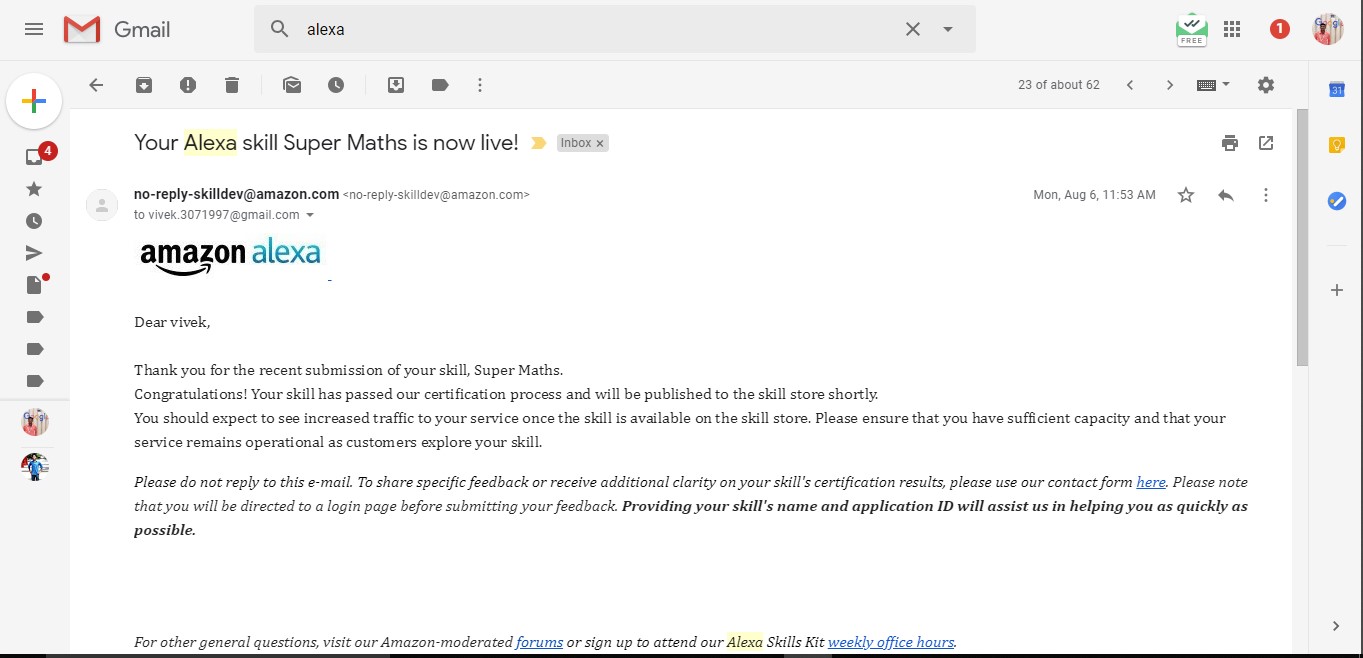 Gmail
alexa
FREE
1
23 of about 62
31
4
Your Alexa skill Super Maths is now live!
Inbox ×
no-reply-skilldev@amazon.com <no-reply-skilldev@amazon.com>
Mon, Aug 6, 11:53 AM
to vivek.3071997@gmail.com
amazon alexa
Dear vivek,
Thank you for the recent submission of your skill, Super Maths.
Congratulations! Your skill has passed our certification process and will be published to the skill store shortly.
You should expect to see increased traffic to your service once the skill is available on the skill store. Please ensure that you have sufficient capacity and that your
service remains operational as customers explore your skill.
Please do not reply to this e-mail. To share specific feedback or receive additional clarity on your skill's certification results, please use our contact form here. Please note
that you will be directed to a login page before submitting your feedback. Providing your skill's name and application ID will assist us in helping you as quickly as
possible.
For other general questions, visit our Amazon-moderated forums or sign up to attend our Alexa Skills Kit weekly office hours.